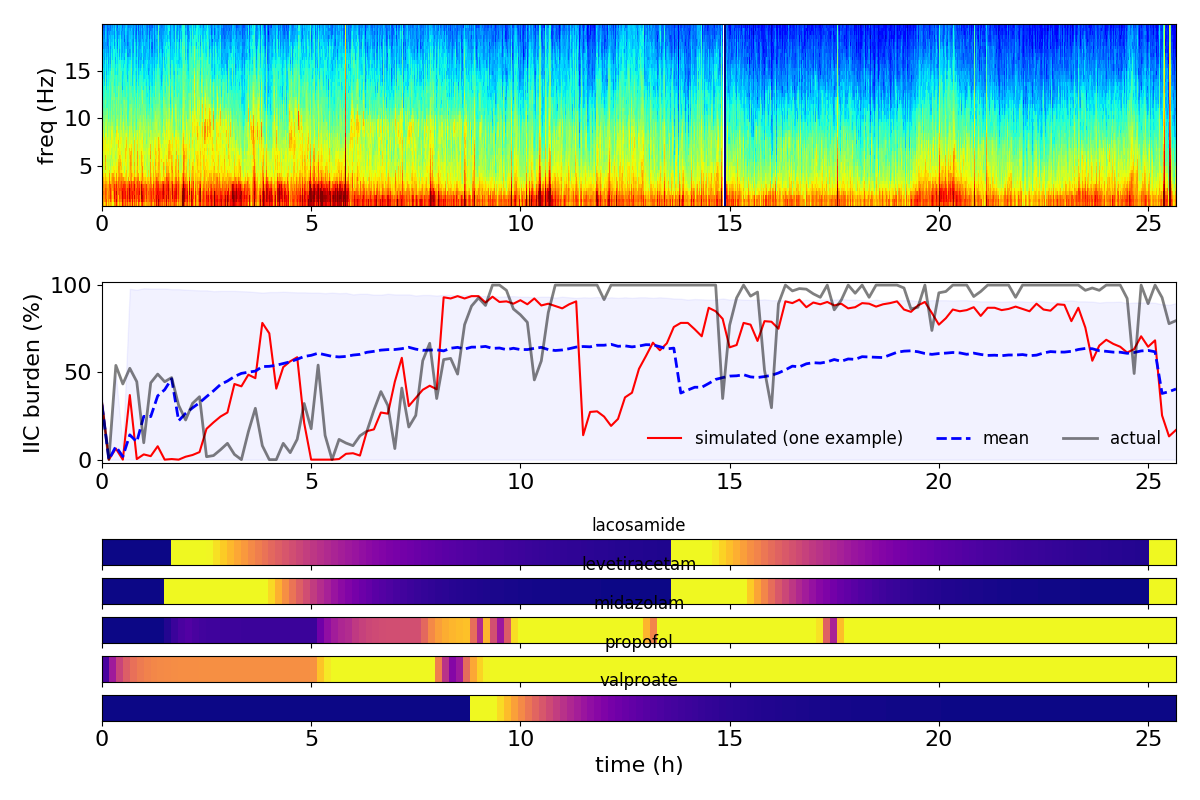 freq (Hz)
15
10
5
0 5 10 15 20 25
IIC burden (%)
100
50
0
simulated (one example) mean actual
0 5 10 15 20 25
lacosamide
levetiracetam
midazolam
propofol
valproate
0 5 10 15 20 25
time (h)